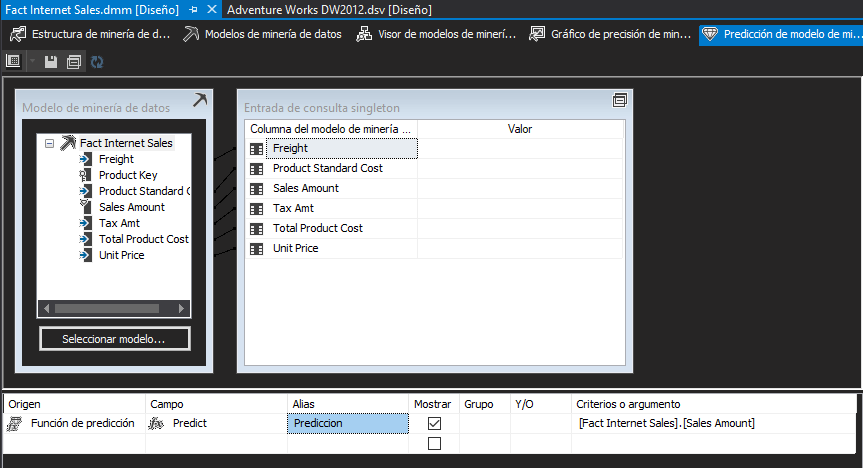 Fact Internet Sales.dmm [Diseño] Adventure Works DW2012.dsv [Diseño]
Estructura de minería de d... Modelos de minería de datos Visor de modelos de minerí... Gráfico de precisión de min... Predicción de modelo de mi...
Modelo de minería de datos
Fact Internet Sales
Freight
Product Key
Product Standard C
Sales Amount
Tax Amt
Total Product Cost
Unit Price
Seleccionar modelo...
Entrada de consulta singleton
Columna del modelo de minería ... Valor
Freight
Product Standard Cost
Sales Amount
Tax Amt
Total Product Cost
Unit Price
Origen Campo Alias Mostrar Grupo Y/O Criterios o argumento
Función de predicción Predict Prediccion [Fact Internet Sales].[Sales Amount]